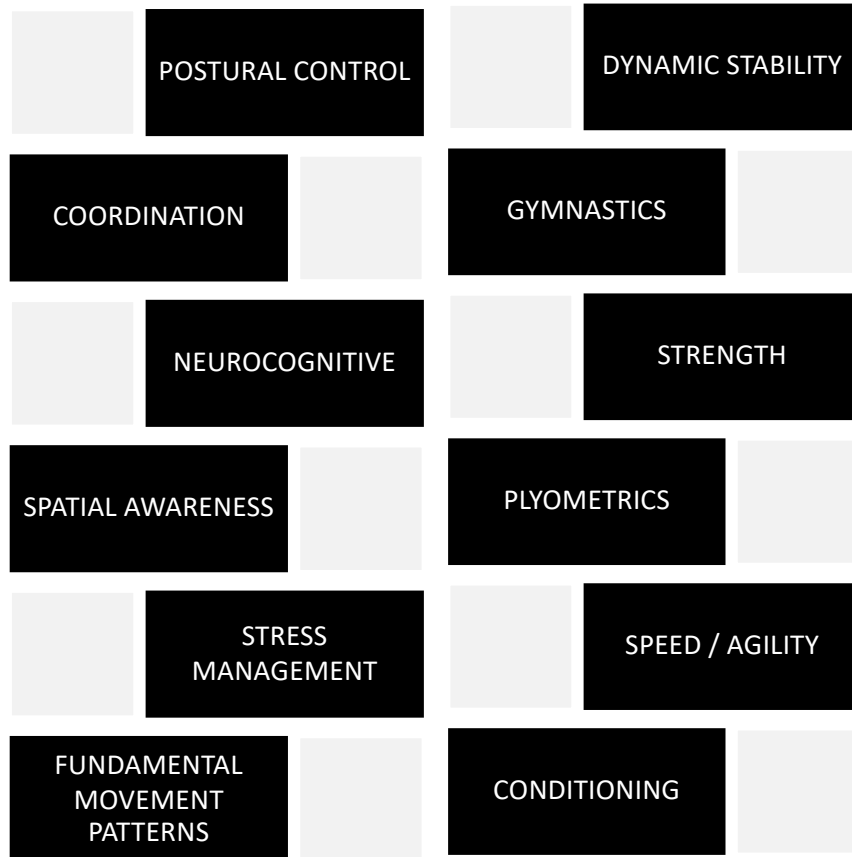 POSTURAL CONTROL
COORDINATION
NEUROCOGNITIVE
SPATIAL AWARENESS
STRESS
MANAGEMENT
FUNDAMENTAL
MOVEMENT
PATTERNS
DYNAMIC STABILITY
GYMNASTICS
STRENGTH
PLYOMETRICS
SPEED / AGILITY
CONDITIONING